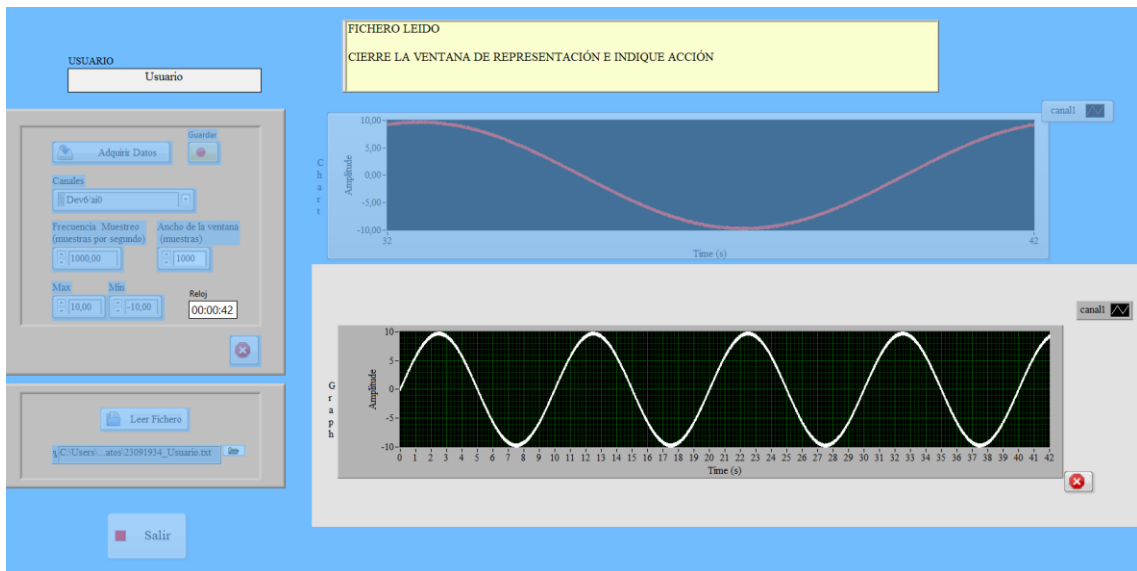 FICHERO LEIDO
CIERRE LA VENTANA DE REPRESENTACIÓN E INDIQUE ACCIÓN
USUARIO
Usuario
Guardar
Adquirir Datos
Canales
Dev6/ai0
Frecuencia Muestreo
(muestras por segundo)
Ancho de la ventana
(muestras)
1000,00
1000
Max
Min
Reloj
10,00
-10,00
00:00:42
Leer Fichero
C:\Users\...atos\23091934_Usuario.txt
Salir
canal1
Chart
Amplitude
10,00
5,00
0,00
-5,00
-10,00
32
42
Time (s)
canal1
Graph
Amplitude
10
5
0
-5
-10
0 1 2 3 4 5 6 7 8 9 10 11 12 13 14 15 16 17 18 19 20 21 22 23 24 25 26 27 28 29 30 31 32 33 34 35 36 37 38 39 40 41 42
Time (s)